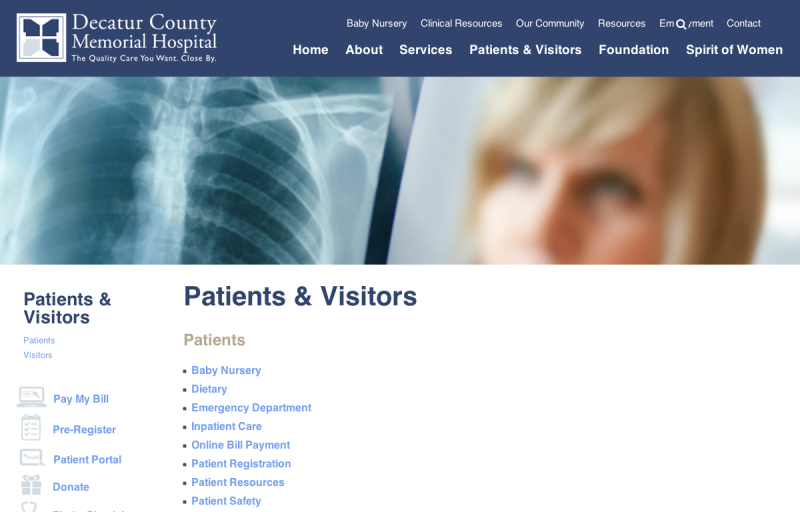 Decatur County
Memorial Hospital
The Quality Care You Want. Close By.
Baby Nursery Clinical Resources Our Community Resources Contact
Home About Services Patients & Visitors Foundation Spirit of Women
Patients &
Visitors
Patients
Visitors
Pay My Bill
Pre-Register
Patient Portal
Donate
Patients & Visitors
Patients
Baby Nursery
Dietary
Emergency Department
Inpatient Care
Online Bill Payment
Patient Registration
Patient Resources
Patient Safety